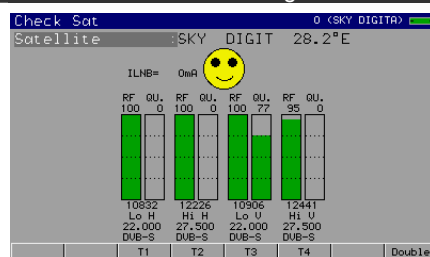 Check Sat 0 (SKY DIGITA)
Satellite :SKY DIGIT 28.2°E
ILNB= 0mA
RF QU. RF QU. RF QU. RF QU.
100 0 100 0 100 77 95 0
10832 12226 10906 12441
Lo H Hi H Lo V Hi V
22.000 27.500 22.000 27.500
DVB-S DVB-S DVB-S DVB-S
T1 T2 T3 T4 Double